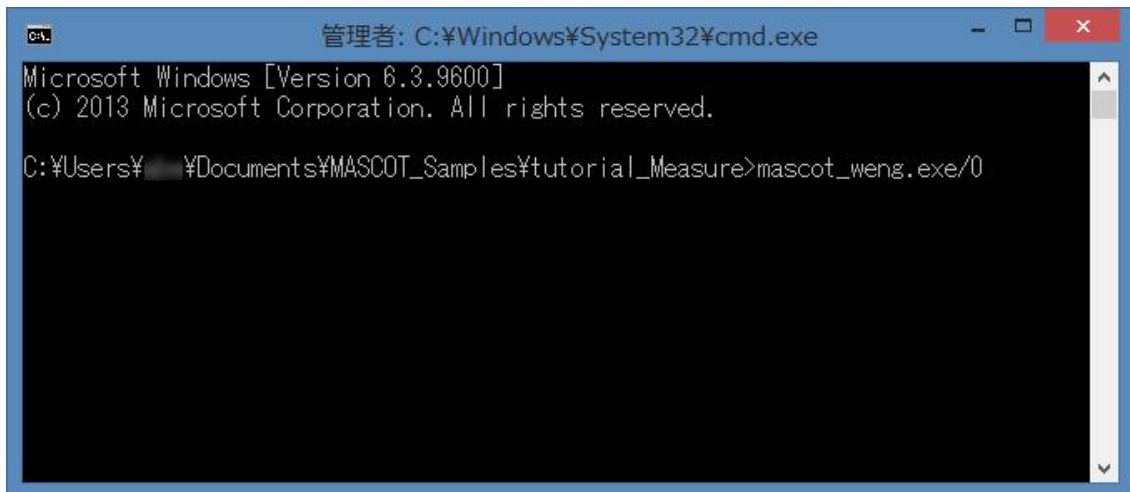 管理者: C:¥Windows¥System32¥cmd.exe
Microsoft Windows [Version 6.3.9600]
(c) 2013 Microsoft Corporation. All rights reserved.
C:¥Users¥ ¥Documents¥MASCOT_Samples¥tutorial_Measure>mascot_weng.exe/0